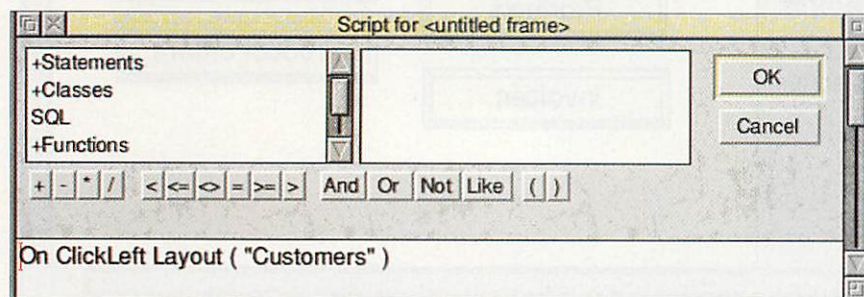 Script for <untitled frame>
+Statements
+Classes
SQL
+Functions
OK
Cancel
+ - * / < <= <> = >= > And Or Not Like ( )
On ClickLeft Layout ( "Customers" )